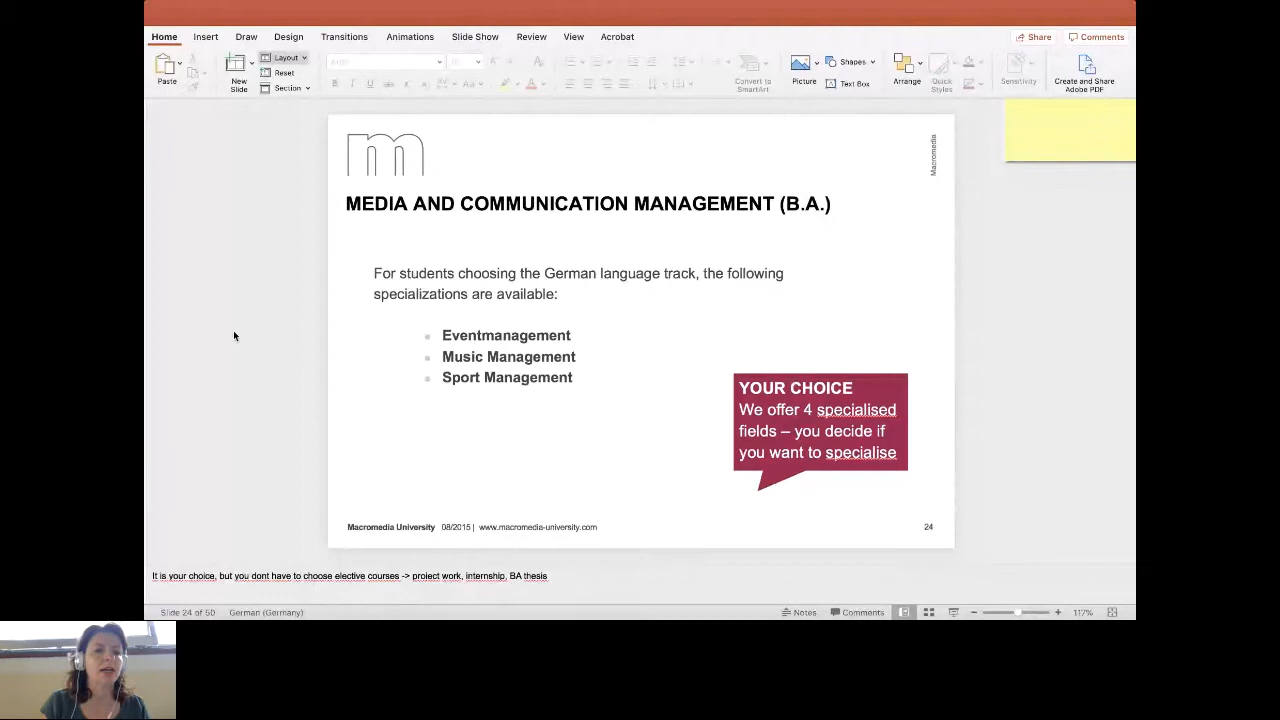 Home Insert Draw Design Transitions Animations Slide Show Review View Acrobat Share Comments
Paste New Slide Layout Reset Section Convert to SmartArt Picture Shapes Text Box Arrange Quick Styles Sensitivity Create and Share Adobe PDF
m
Macromedia
MEDIA AND COMMUNICATION MANAGEMENT (B.A.)
For students choosing the German language track, the following
specializations are available:
Eventmanagement
Music Management
Sport Management
YOUR CHOICE
We offer 4 specialised
fields – you decide if
you want to specialise
Macromedia University 08/2015 | www.macromedia-university.com 24
It is your choice, but you dont have to choose elective courses -> project work, internship, BA thesis
Slide 24 of 50 German (Germany) Notes Comments 117%